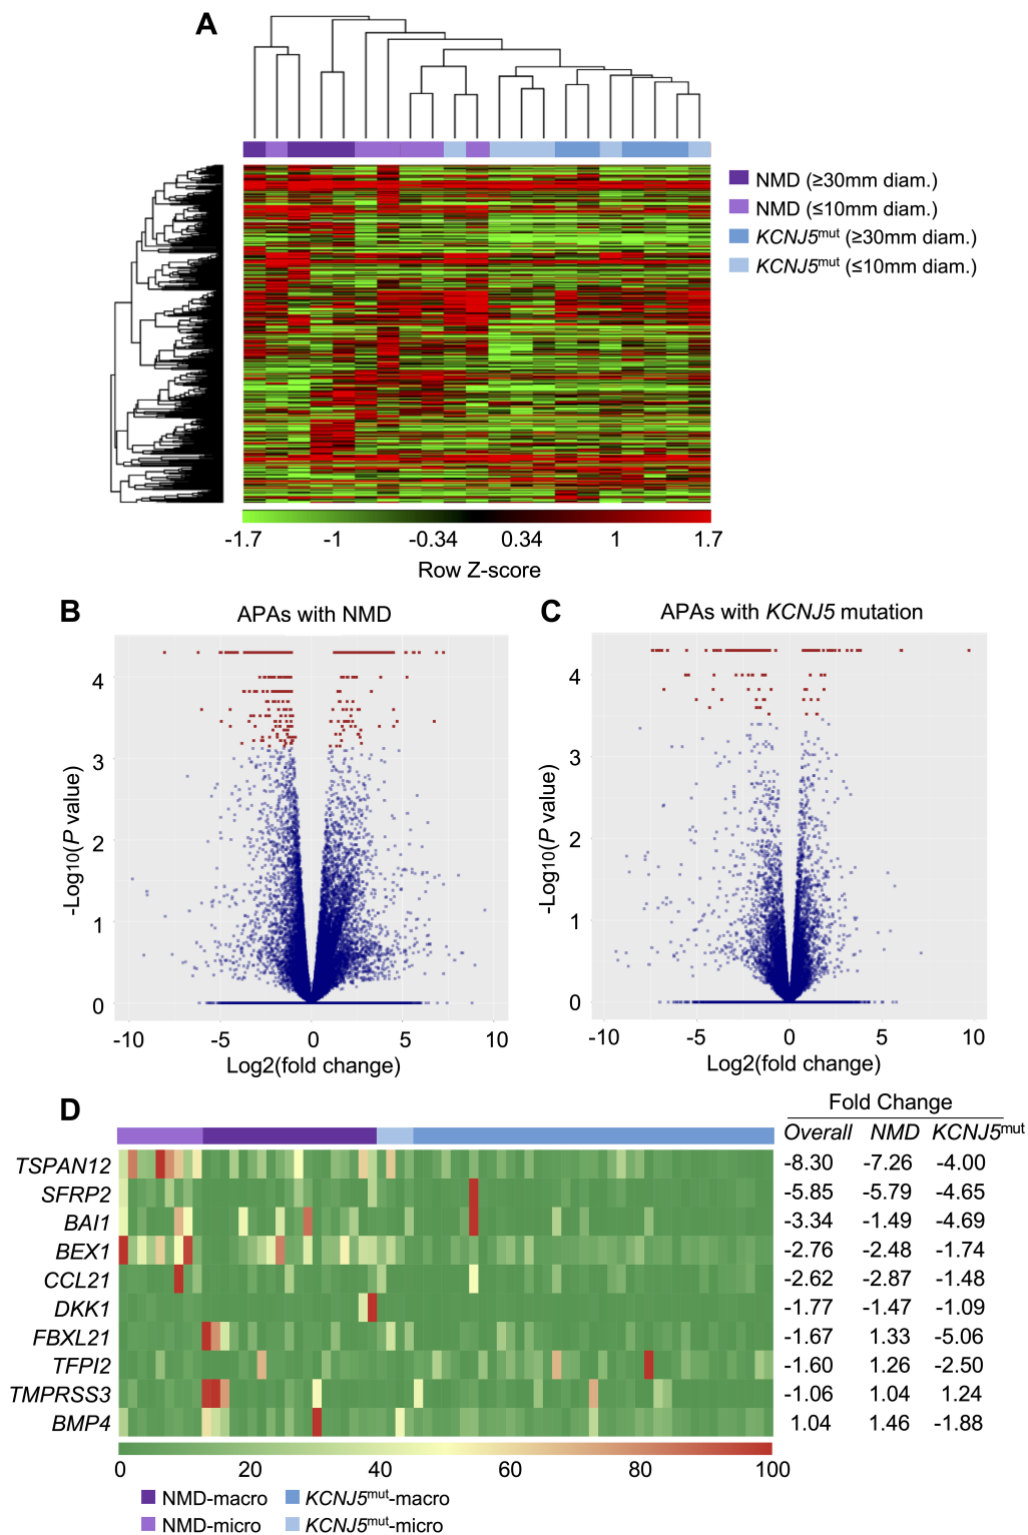 A
NMD (≥30mm diam.)
NMD (≤10mm diam.)
KCNJ5mut (≥30mm diam.)
KCNJ5mut (≤10mm diam.)
-1.7 -1 -0.34 0.34 1 1.7
Row Z-score
B
APAs with NMD
4
3
2
1
0
-Log10(P value)
-10 -5 0 5 10
Log2(fold change)
C
APAs with KCNJ5 mutation
4
3
2
1
0
-Log10(P value)
-10 -5 0 5 10
Log2(fold change)
D
Fold Change
Overall NMD KCNJ5mut
TSPAN12 -8.30 -7.26 -4.00
SFRP2 -5.85 -5.79 -4.65
BAI1 -3.34 -1.49 -4.69
BEX1 -2.76 -2.48 -1.74
CCL21 -2.62 -2.87 -1.48
DKK1 -1.77 -1.47 -1.09
FBXL21 -1.67 1.33 -5.06
TFPI2 -1.60 1.26 -2.50
TMPRSS3 -1.06 1.04 1.24
BMP4 1.04 1.46 -1.88
0 20 40 60 80 100
NMD-macro KCNJ5mut-macro
NMD-micro KCNJ5mut-micro